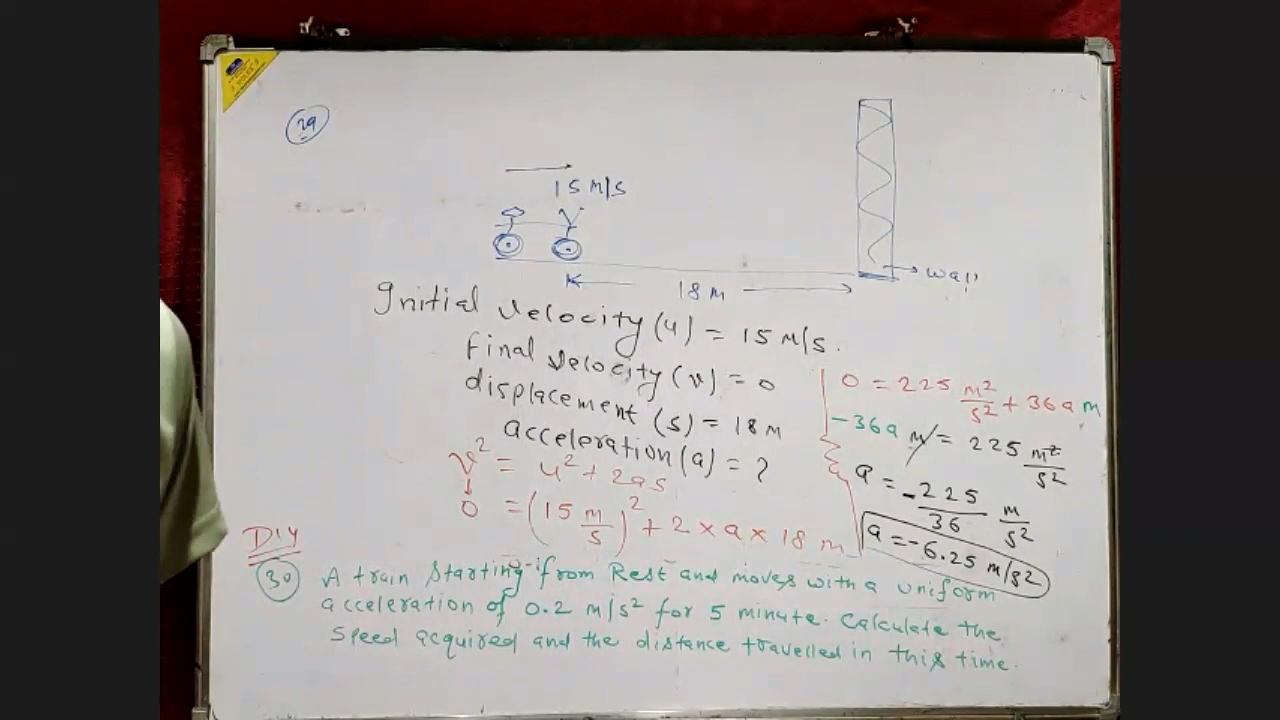 29
15 M/S
wall
18 M
Initial velocity (u) = 15 M/S.
final velocity (v) = 0
displacement (s) = 18 M
acceleration (a) = ?
v² = u² + 2as
0 = (15 m/s)² + 2 × a × 18 m
0 = 225 m²/s² + 36a m
-36a m = 225 m²/s²
a = -225/36 m/s²
a = -6.25 m/s²
DIY
30 A train starting from Rest and moves with a uniform
acceleration of 0.2 m/s² for 5 minute. Calculate the
Speed acquired and the distance travelled in this time.